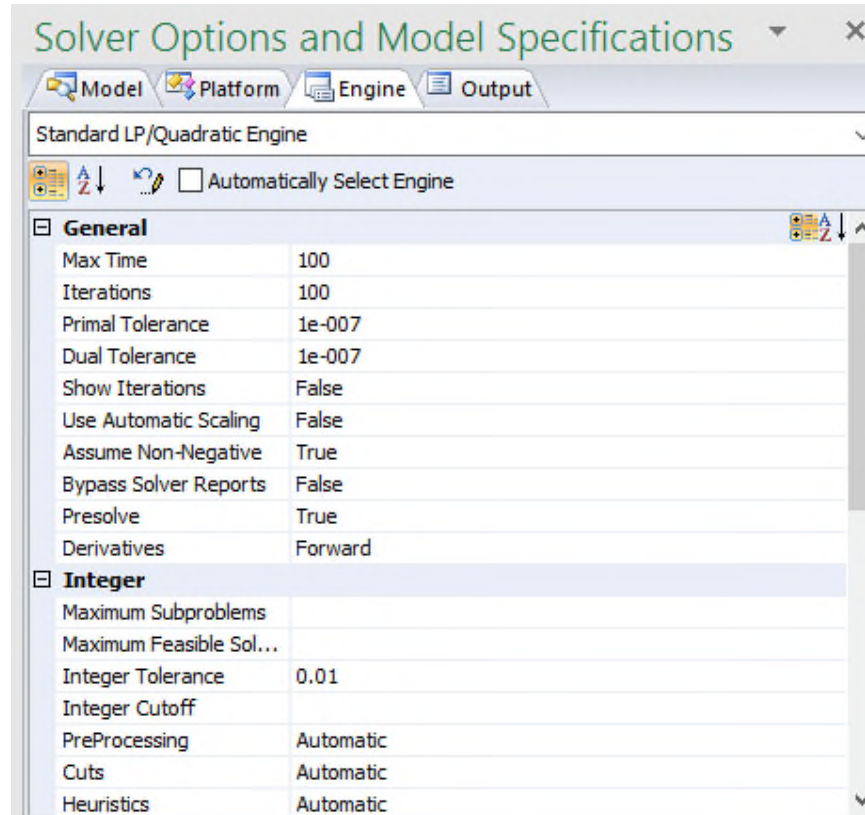 Solver Options and Model Specifications
Model Platform Engine Output
Standard LP/Quadratic Engine
Automatically Select Engine
General
Max Time 100
Iterations 100
Primal Tolerance 1e-007
Dual Tolerance 1e-007
Show Iterations False
Use Automatic Scaling False
Assume Non-Negative True
Bypass Solver Reports False
Presolve True
Derivatives Forward
Integer
Maximum Subproblems
Maximum Feasible Sol...
Integer Tolerance 0.01
Integer Cutoff
PreProcessing Automatic
Cuts Automatic
Heuristics Automatic